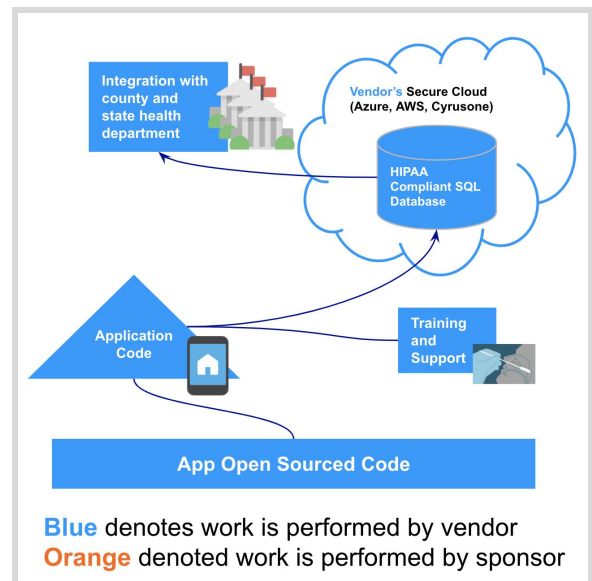 Integration with
county and
state health
department
Vendor's Secure Cloud
(Azure, AWS, Cyrusone)
HIPAA
Compliant SQL
Database
Application
Code
Training
and
Support
App Open Sourced Code
Blue denotes work is performed by vendor
Orange denoted work is performed by sponsor